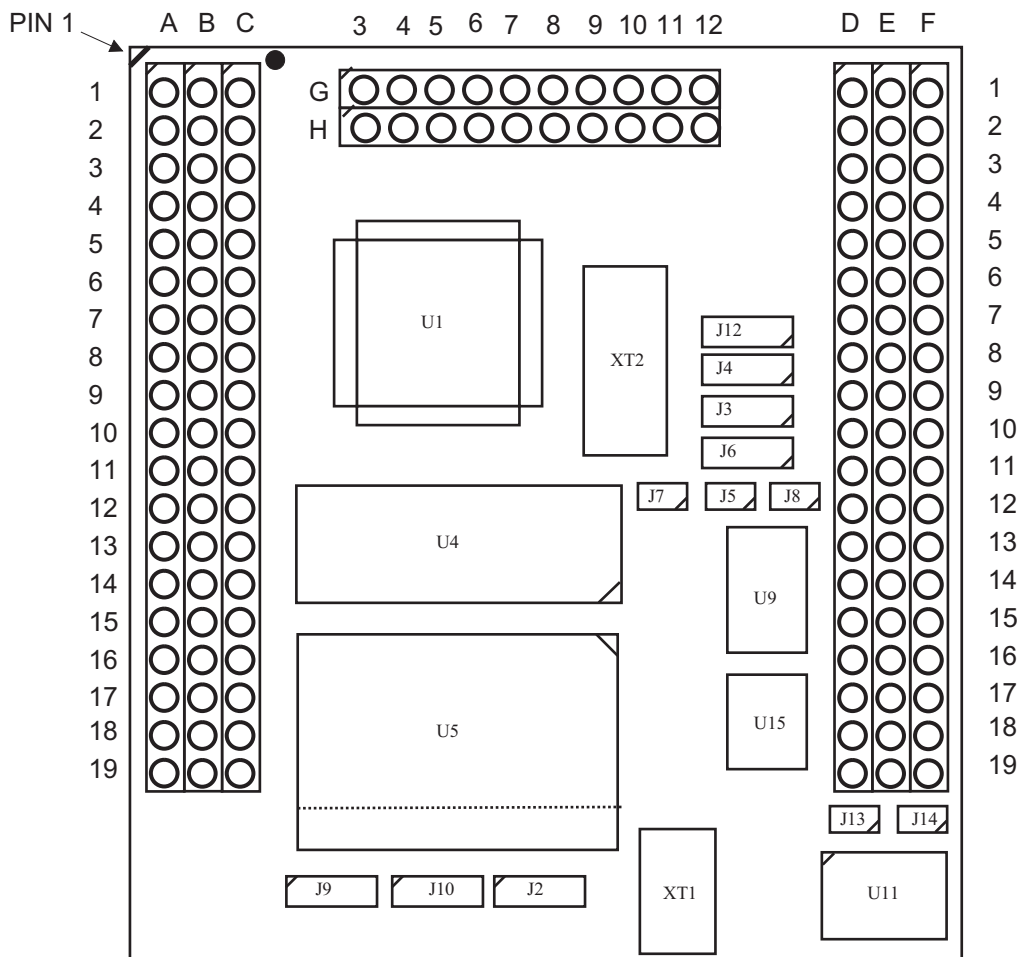 PIN 1 A B C 3 4 5 6 7 8 9 10 11 12 D E F
1 G 1
2 H 2
3 3
4 4
5 5
6 6
7 U1 J12 7
8 XT2 J4 8
9 J3 9
10 J6 10
11 11
12 J7 J5 J8 12
13 U4 13
14 U9 14
15 15
16 16
17 17
18 U5 U15 18
19 19
J13 J14
J9 J10 J2 XT1 U11